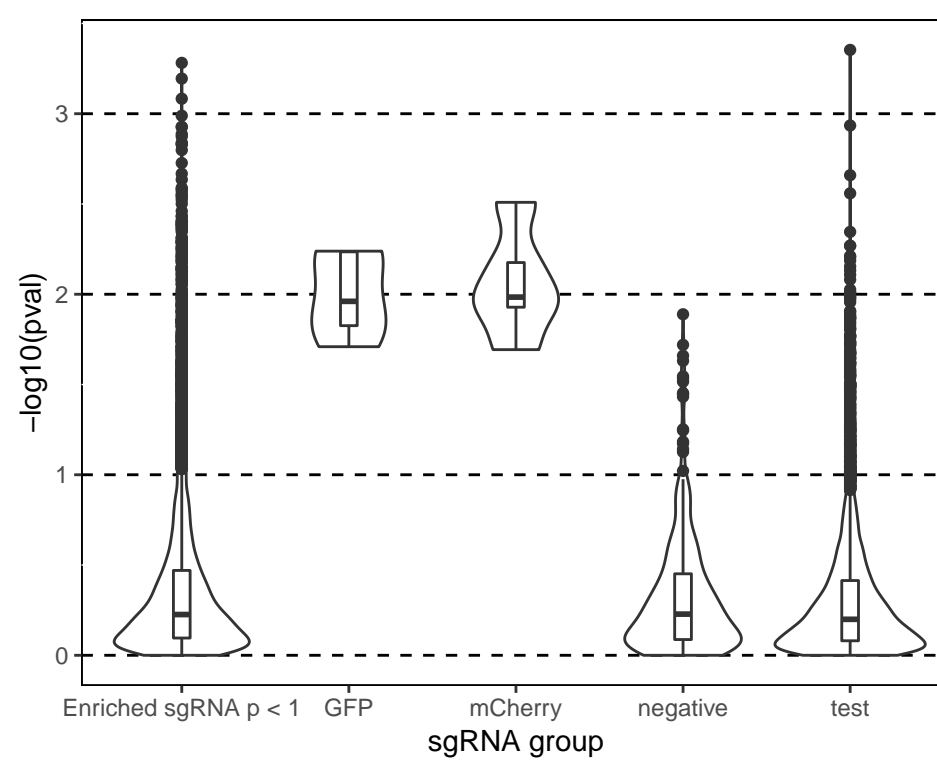 −log10(pval)
3
2
1
0
Enriched sgRNA p < 1 GFP mCherry negative test
sgRNA group